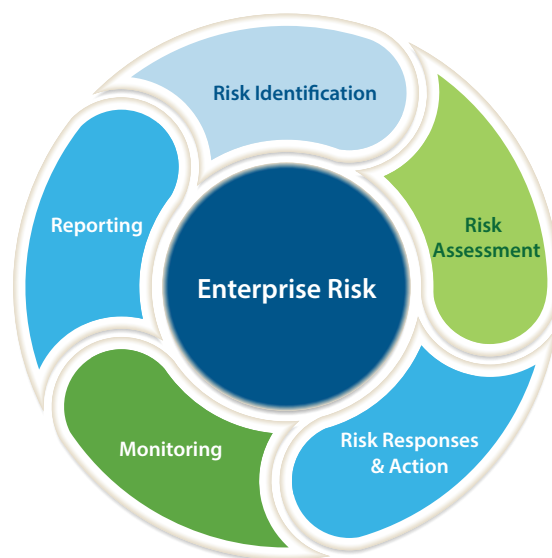 Risk Identification
Risk
Assessment
Risk Responses
& Action
Monitoring
Reporting
Enterprise Risk